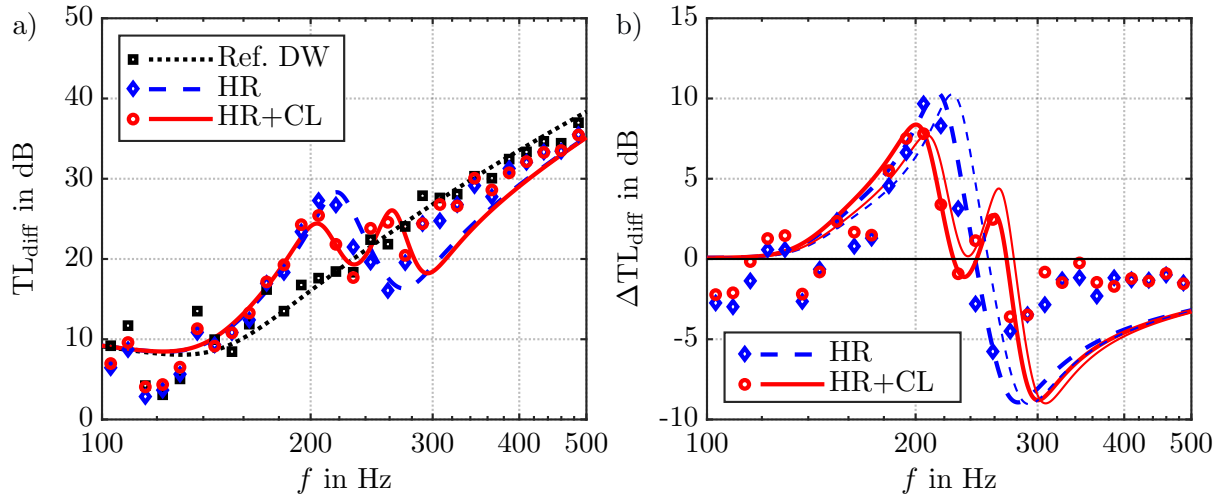 a)
TL_diff in dB
50
40
30
20
10
0
Ref. DW
HR
HR+CL
100
200
300
400
500
f in Hz
b)
ΔTL_diff in dB
15
10
5
0
-5
-10
HR
HR+CL
100
200
300
400
500
f in Hz